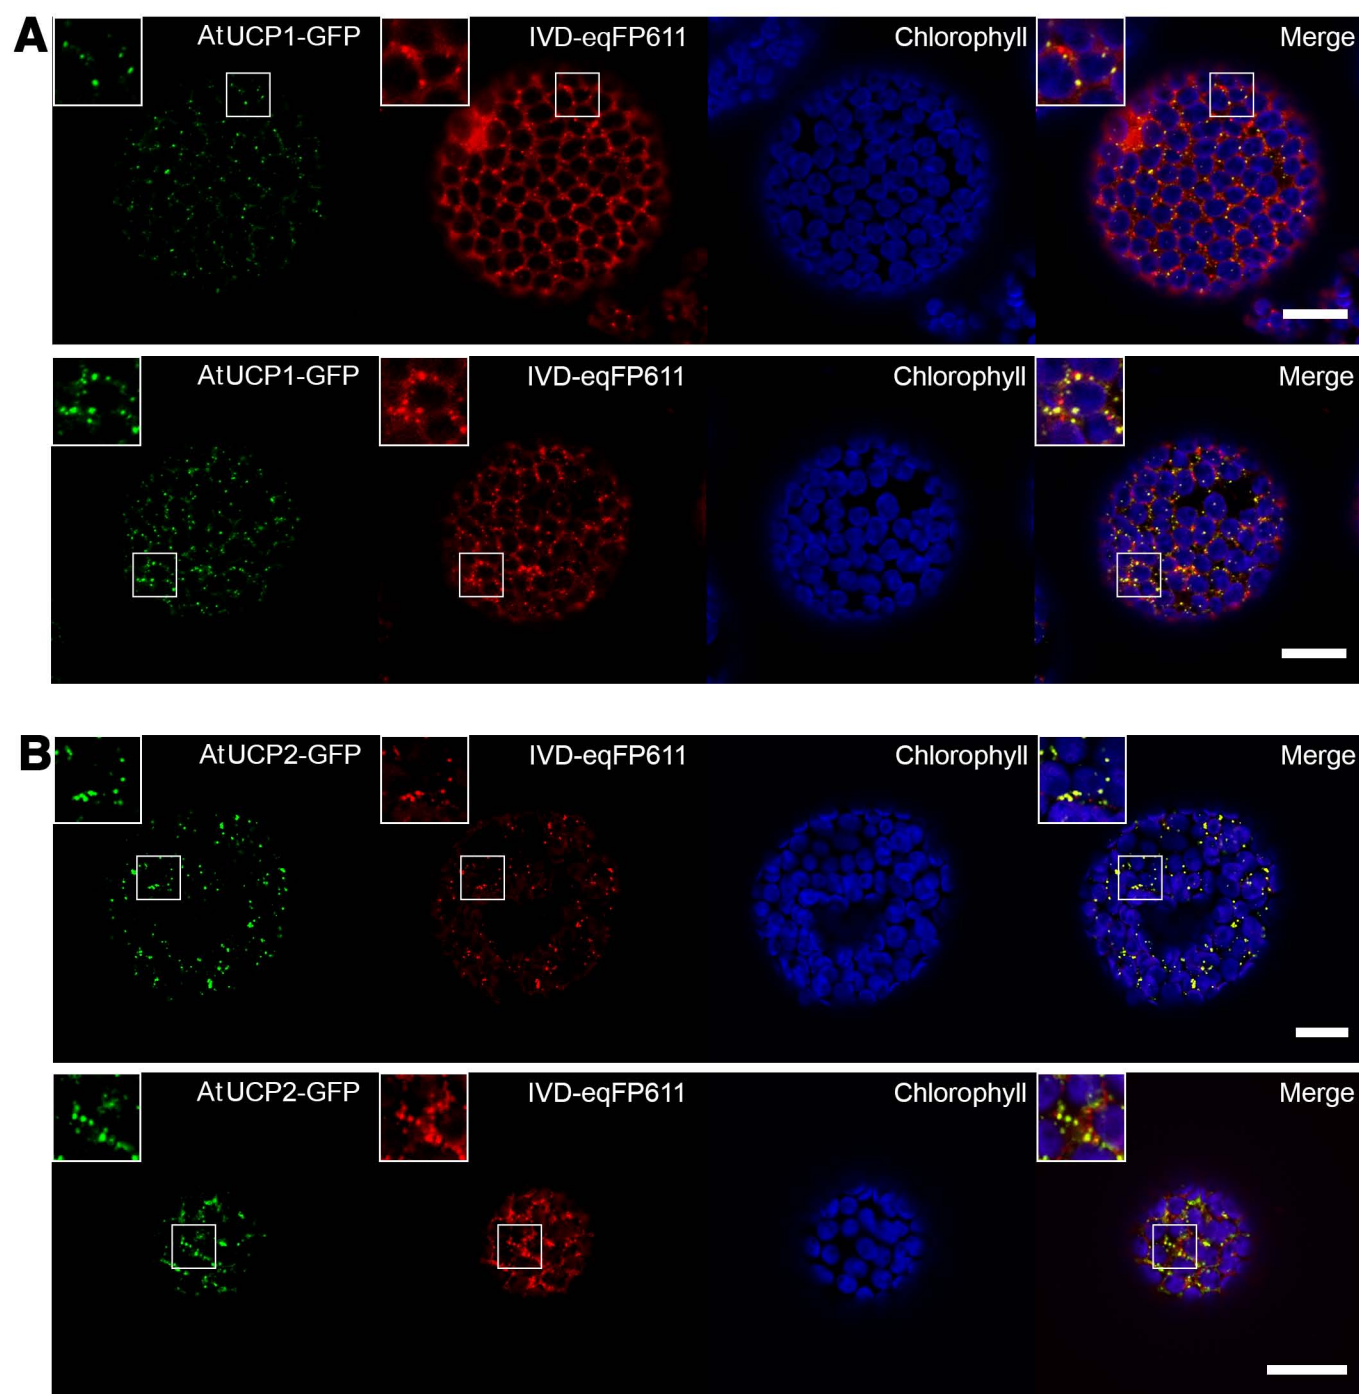 A
AtUCP1-GFP IVD-eqFP611 Chlorophyll Merge
AtUCP1-GFP IVD-eqFP611 Chlorophyll Merge
B
AtUCP2-GFP IVD-eqFP611 Chlorophyll Merge
AtUCP2-GFP IVD-eqFP611 Chlorophyll Merge